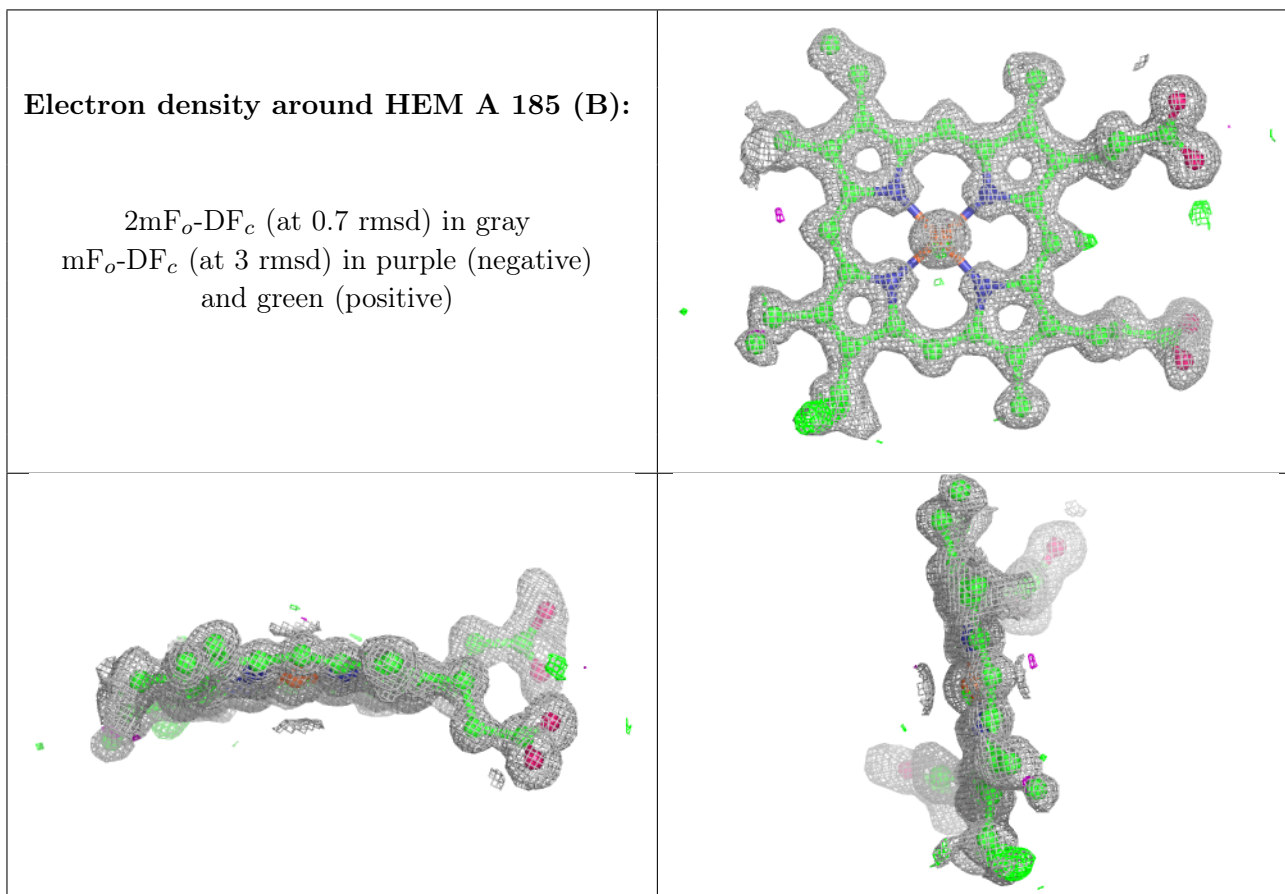 Electron density around HEM A 185 (B):
2mFo-DFc (at 0.7 rmsd) in gray
mFo-DFc (at 3 rmsd) in purple (negative)
and green (positive)